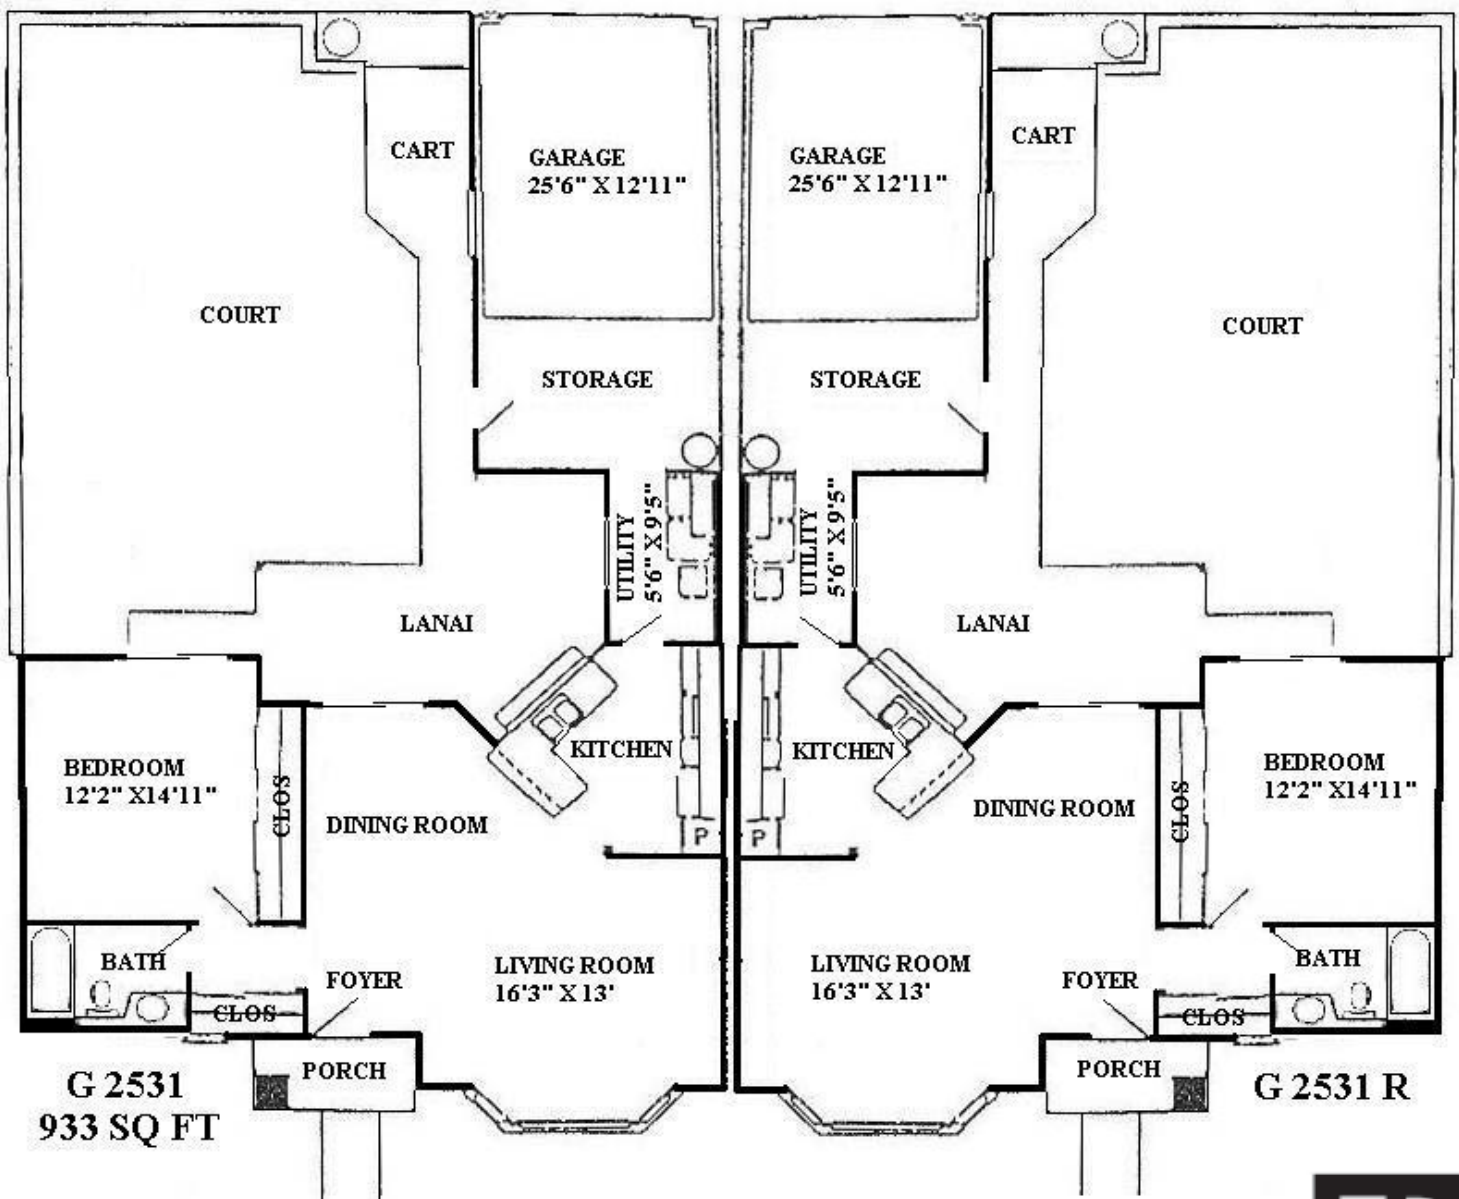 CART
GARAGE
25'6" X 12'11"
COURT
STORAGE
UTILITY
5'6" X 9'5"
LANAI
KITCHEN
BEDROOM
12'2" X14'11"
CLOS
DINING ROOM
P
BATH
FOYER
LIVING ROOM
16'3" X 13'
CLOS
PORCH
G 2531
933 SQ FT
CART
GARAGE
25'6" X 12'11"
COURT
STORAGE
UTILITY
5'6" X 9'5"
LANAI
KITCHEN
BEDROOM
12'2" X14'11"
CLOS
DINING ROOM
P
BATH
FOYER
LIVING ROOM
16'3" X 13'
CLOS
PORCH
G 2531 R